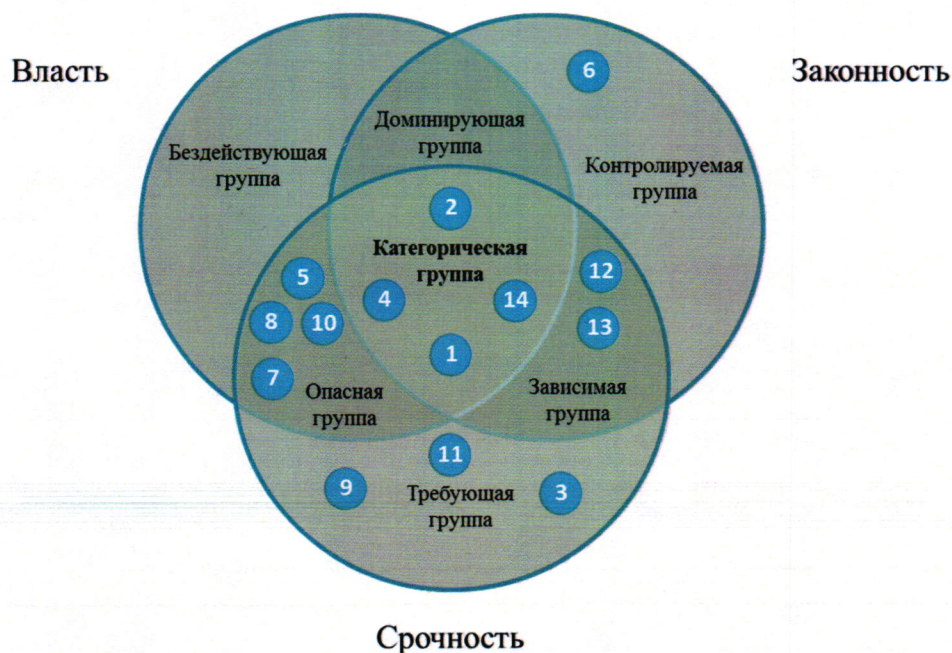 Власть
Законность
6
Доминирующая
группа
Бездействующая
группа
Контролируемая
группа
2
Категорическая
группа
5
12
4
14
8
10
13
1
7
Опасная
группа
Зависимая
группа
11
9
Требующая
группа
3
Срочность